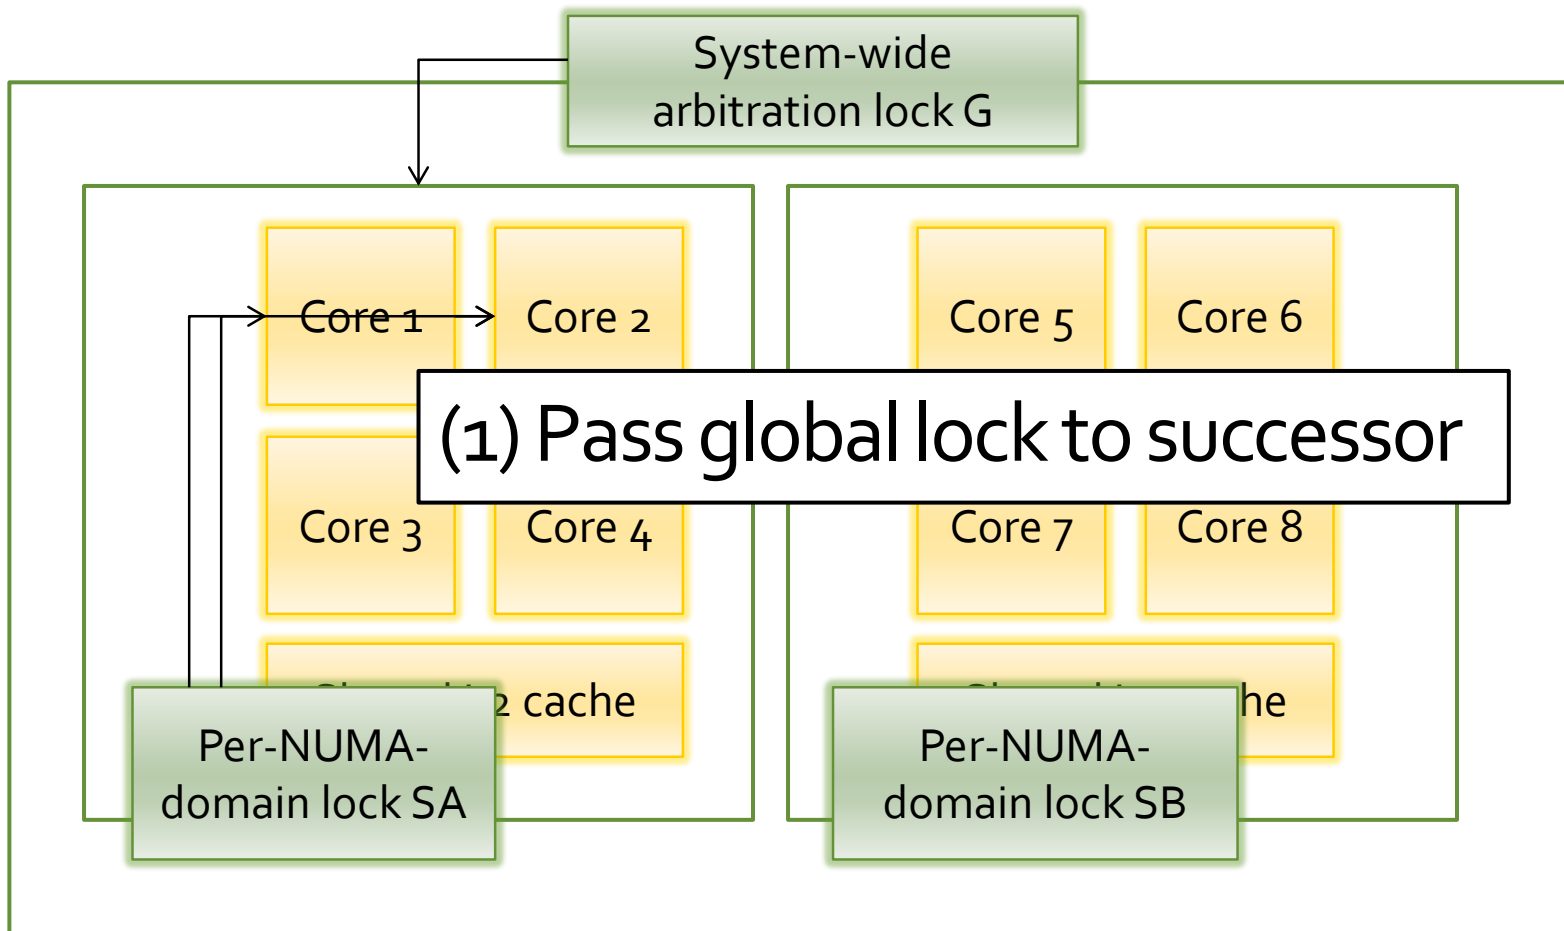 System-wide
arbitration lock G
Core 1
Core 2
Core 5
Core 6
(1) Pass global lock to successor
Core 3
Core 4
Core 7
Core 8
2 cache
he
Per-NUMA-
domain lock SA
Per-NUMA-
domain lock SB